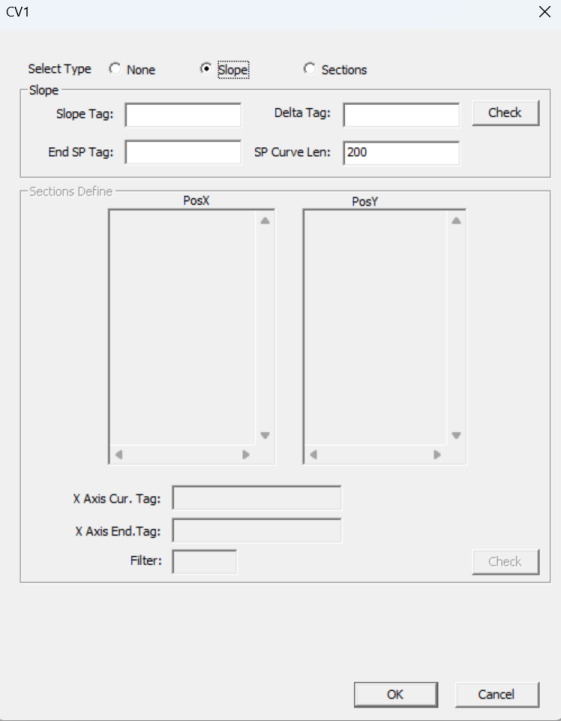 CV1
Select Type None Slope Sections
Slope
Slope Tag: Delta Tag: Check
End SP Tag: SP Curve Len: 200
Sections Define
PosX PosY
X Axis Cur. Tag:
X Axis End.Tag:
Filter: Check
OK Cancel